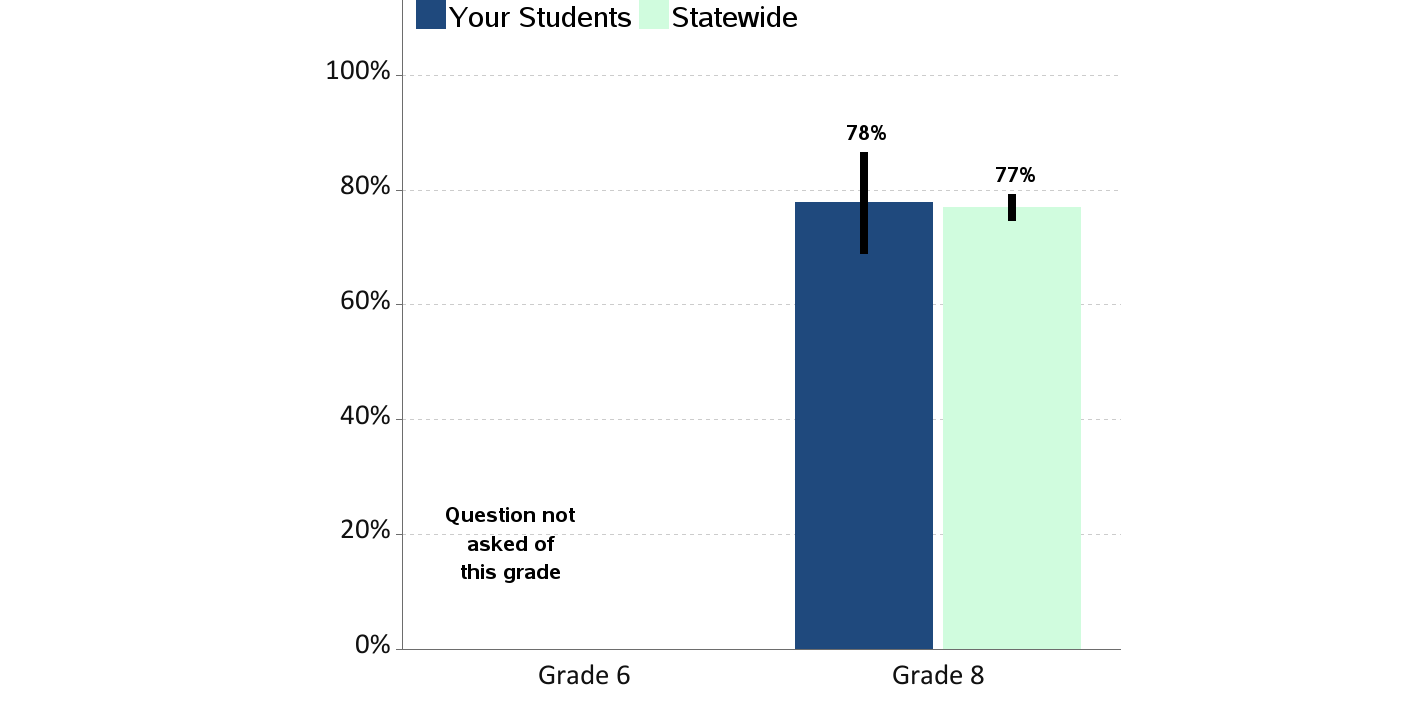 Your Students Statewide
100%
78%
77%
80%
60%
40%
Question not
20%
asked of
this grade
0%
Grade 6 Grade 8